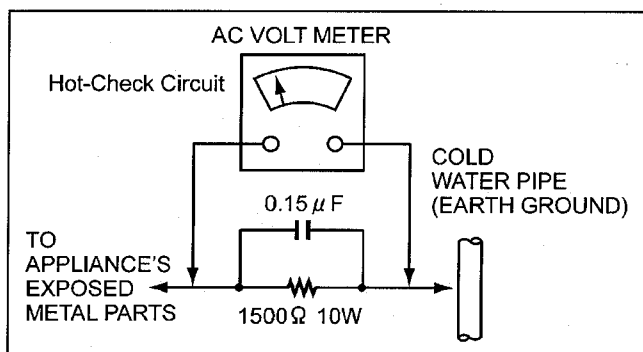 AC VOLT METER
Hot-Check Circuit
COLD
WATER PIPE
(EARTH GROUND)
0.15 μF
TO
APPLIANCE'S
EXPOSED
METAL PARTS
1500Ω 10W